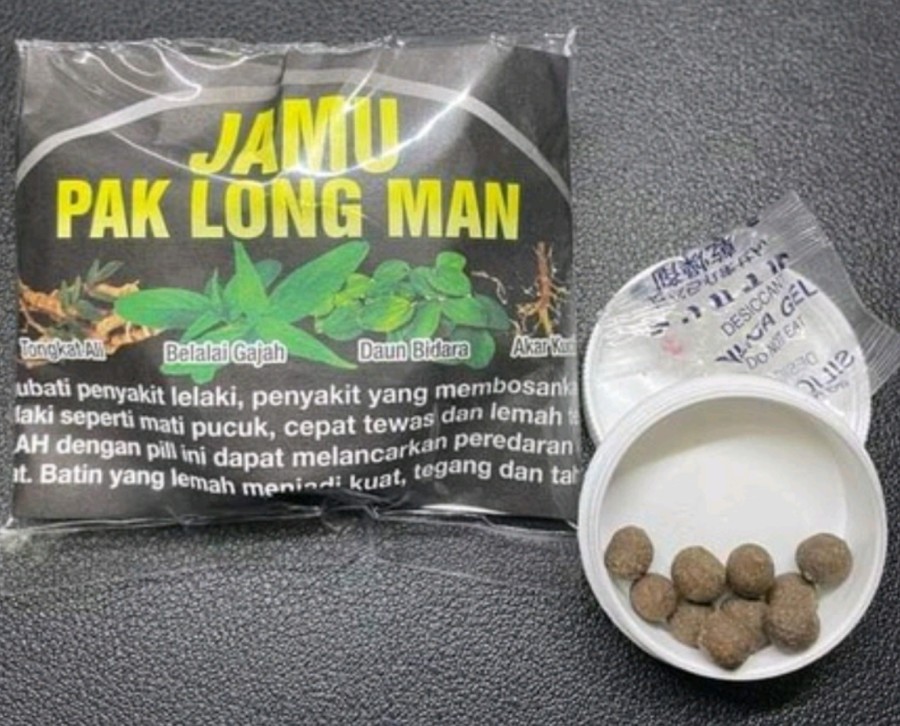 JAMU
PAK LONG MAN
Tongkat Ali
Belalai Gajah
Daun Bidara
Akar
ubati penyakit lelaki, penyakit yang membosank
laki seperti mati pucuk, cepat tewas dan lemah
AH dengan pill ini dapat melancarkan peredaran
t. Batin yang lemah menjadi kuat, tegang dan ta
DESICCANT
SILICA GEL
DO NOT EAT